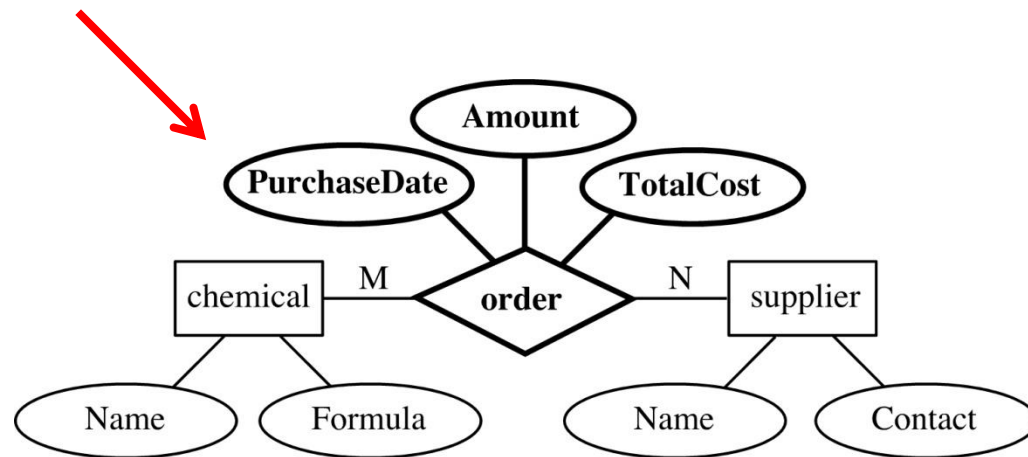 Amount
PurchaseDate
TotalCost
chemical
M
order
N
supplier
Name
Formula
Name
Contact